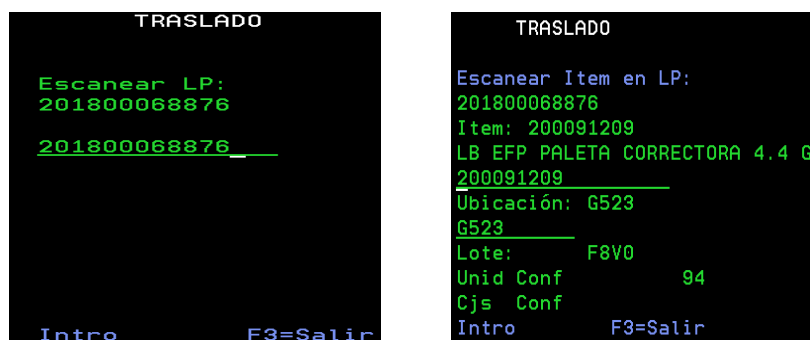 TRASLADO
Escanear LP:
201800068876
201800068876_
Intro F3=Salir
TRASLADO
Escanear Item en LP:
201800068876
Item: 200091209
LB EFP PALETA CORRECTORA 4.4 G
200091209
Ubicación: G523
G523
Lote: F8V0
Unid Conf 94
Cjs Conf
Intro F3=Salir